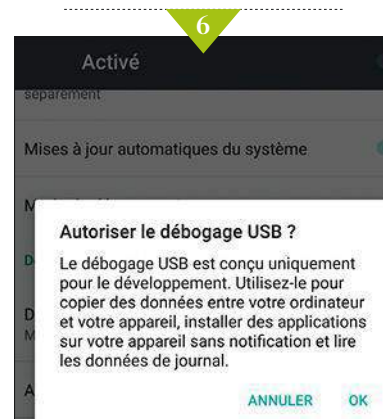 6
Activé
séparément
Mises à jour automatiques du système
M
Autoriser le débogage USB ?
D
Le débogage USB est conçu uniquement
pour le développement. Utilisez-le pour
copier des données entre votre ordinateur
D
et votre appareil, installer des applications
M
sur votre appareil sans notification et lire
les données de journal.
A
ANNULER OK